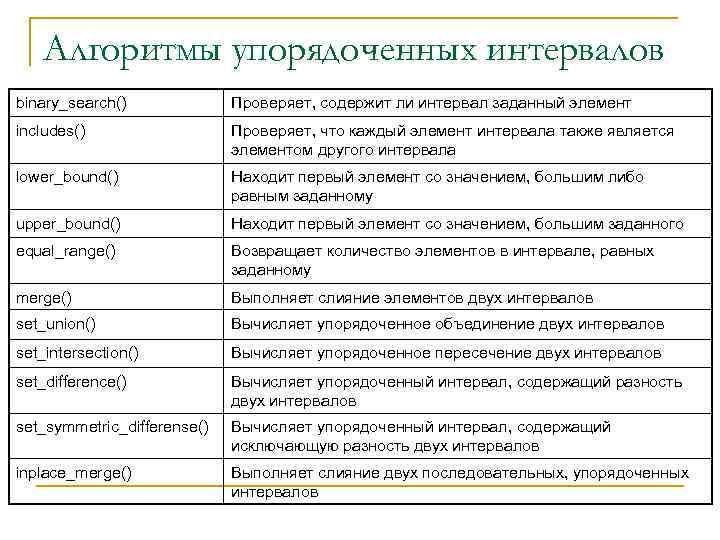 Алгоритмы упорядоченных интервалов
binary_search()
Проверяет, содержит ли интервал заданный элемент
includes()
Проверяет, что каждый элемент интервала также является
элементом другого интервала
lower_bound()
Находит первый элемент со значением, большим либо
равным заданному
upper_bound()
Находит первый элемент со значением, большим заданного
equal_range()
Возвращает количество элементов в интервале, равных
заданному
merge()
Выполняет слияние элементов двух интервалов
set_union()
Вычисляет упорядоченное объединение двух интервалов
set_intersection()
Вычисляет упорядоченное пересечение двух интервалов
set_difference()
Вычисляет упорядоченный интервал, содержащий разность
двух интервалов
set_symmetric_differense()
Вычисляет упорядоченный интервал, содержащий
исключающую разность двух интервалов
inplace_merge()
Выполняет слияние двух последовательных, упорядоченных
интервалов